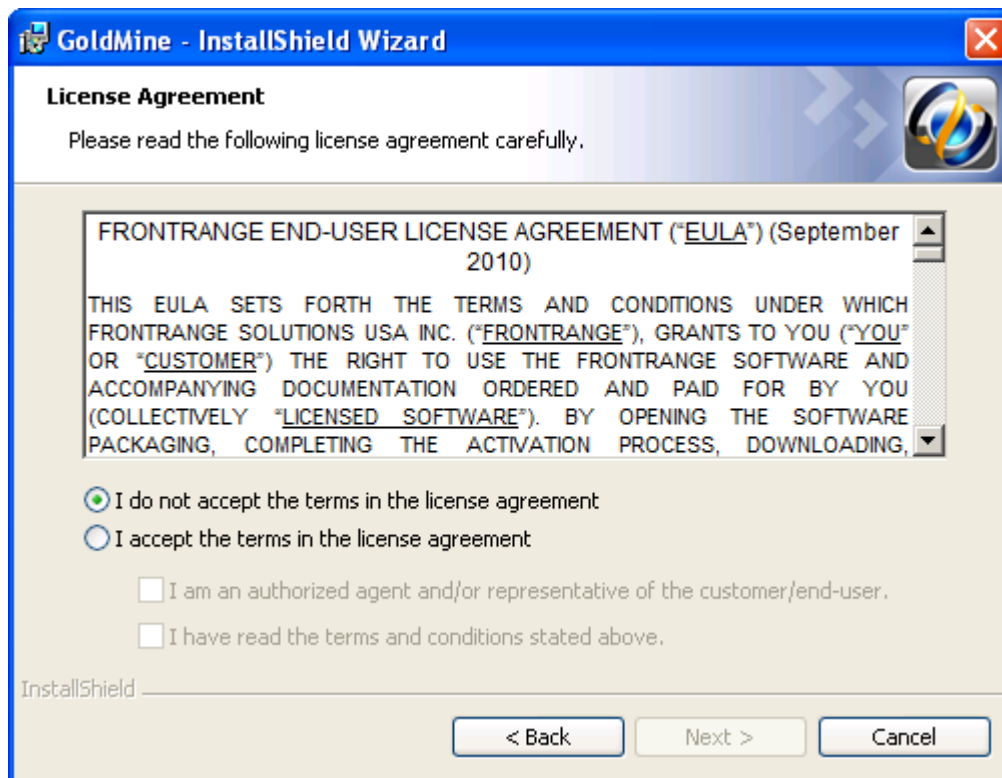 GoldMine - InstallShield Wizard
License Agreement
Please read the following license agreement carefully.
FRONTRANGE END-USER LICENSE AGREEMENT (“EULA”) (September
2010)
THIS EULA SETS FORTH THE TERMS AND CONDITIONS UNDER WHICH
FRONTRANGE SOLUTIONS USA INC. (“FRONTRANGE”), GRANTS TO YOU (“YOU”
OR “CUSTOMER”) THE RIGHT TO USE THE FRONTRANGE SOFTWARE AND
ACCOMPANYING DOCUMENTATION ORDERED AND PAID FOR BY YOU
(COLLECTIVELY “LICENSED SOFTWARE”). BY OPENING THE SOFTWARE
PACKAGING, COMPLETING THE ACTIVATION PROCESS, DOWNLOADING,
I do not accept the terms in the license agreement
I accept the terms in the license agreement
I am an authorized agent and/or representative of the customer/end-user.
I have read the terms and conditions stated above.
InstallShield
< Back
Next >
Cancel